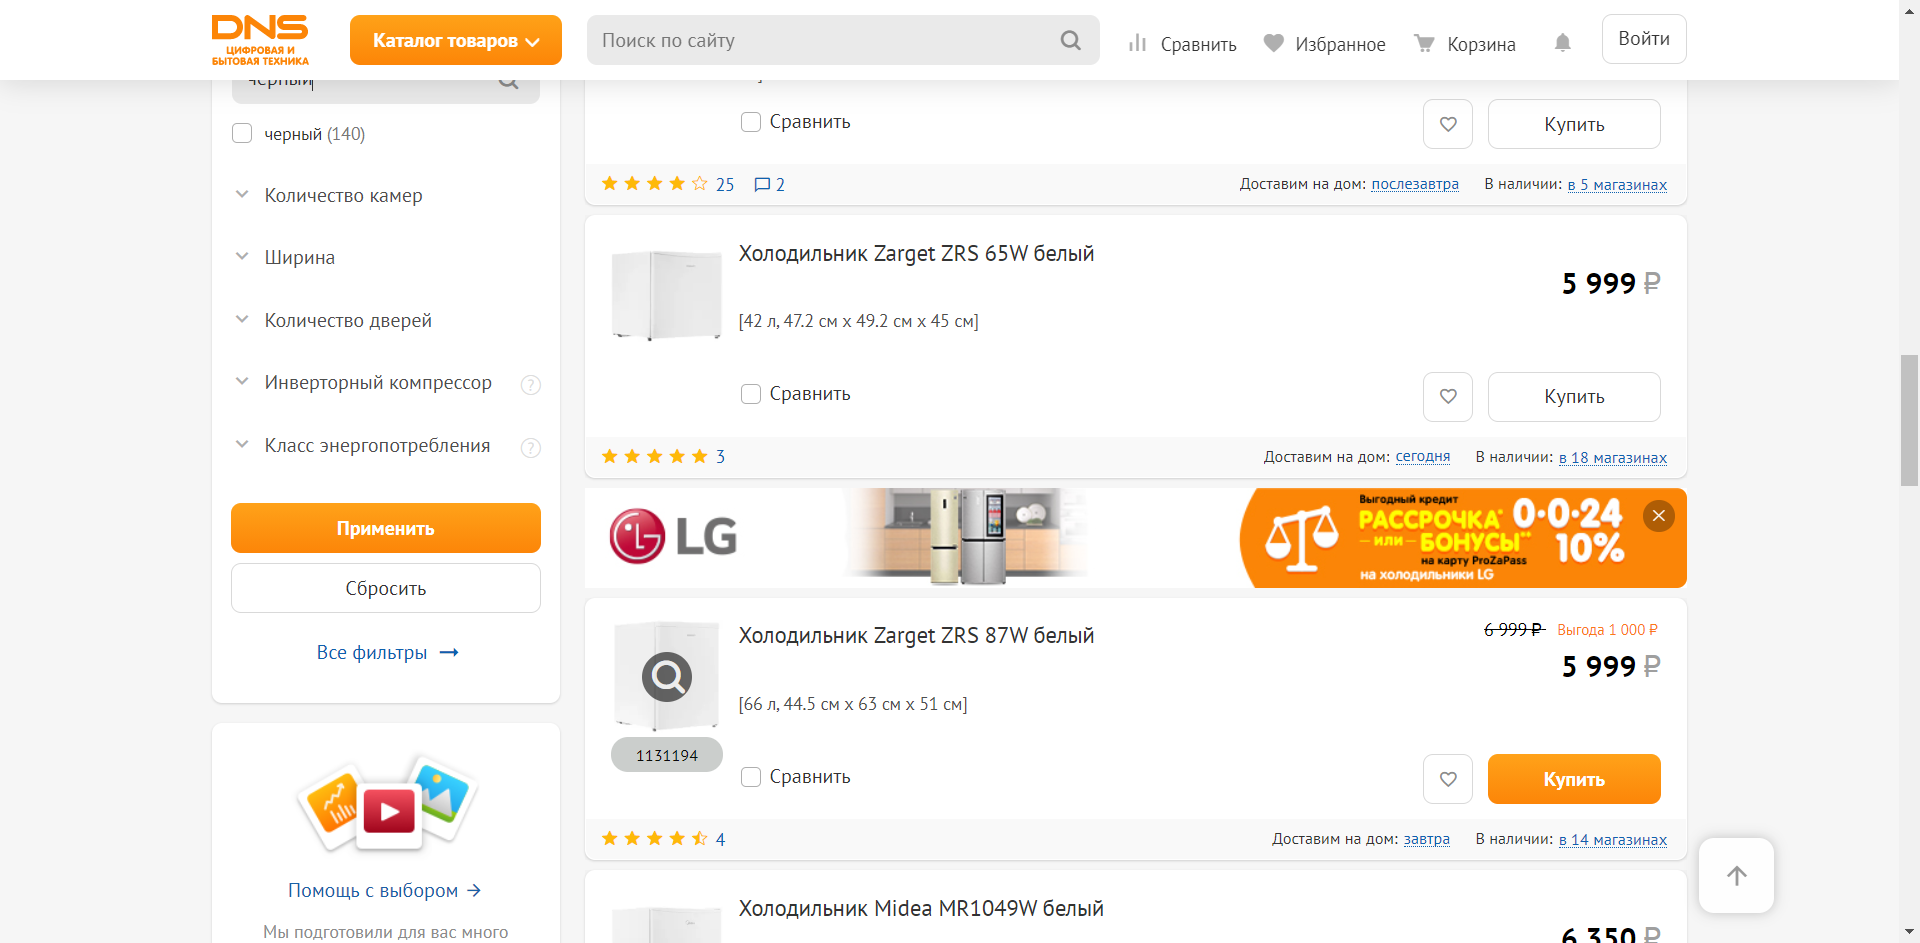 DNS
ЦИФРОВАЯ И
БЫТОВАЯ ТЕХНИКА
Каталог товаров
Поиск по сайту
Сравнить
Избранное
Корзина
Войти
черный
черный (140)
Количество камер
Ширина
Количество дверей
Инверторный компрессор ?
Класс энергопотребления ?
Применить
Сбросить
Все фильтры
Помощь с выбором
Мы подготовили для вас много
Сравнить
Купить
25
2
Доставим на дом: послезавтра
В наличии: в 5 магазинах
Холодильник Zarget ZRS 65W белый
5 999 ₽
[42 л, 47.2 см x 49.2 см x 45 см]
Сравнить
Купить
3
Доставим на дом: сегодня
В наличии: в 18 магазинах
LG
Выгодный кредит
РАССРОЧКА* 0·0·24
или БОНУСЫ** 10%
на карту ProZaPass
на холодильники LG
Холодильник Zarget ZRS 87W белый
6 999 ₽ Выгода 1 000 ₽
5 999 ₽
[66 л, 44.5 см x 63 см x 51 см]
1131194
Сравнить
Купить
4
Доставим на дом: завтра
В наличии: в 14 магазинах
Холодильник Midea MR1049W белый
6 350 ₽